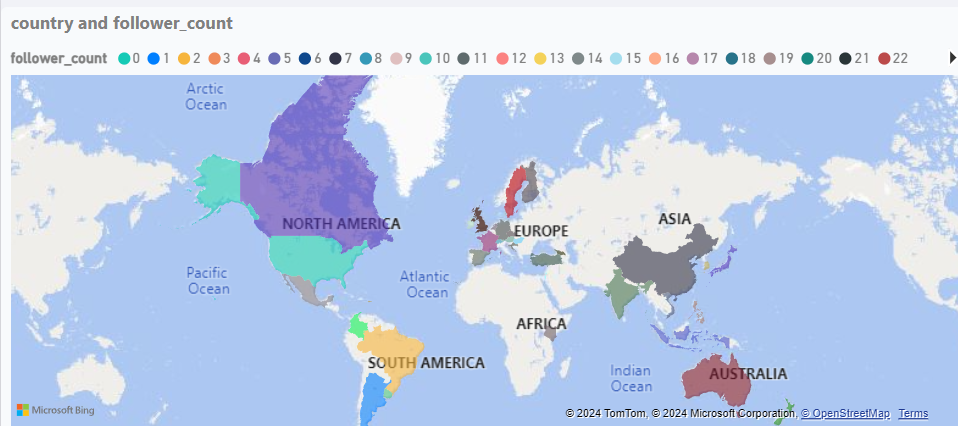 country and follower_count
follower_count 0 1 2 3 4 5 6 7 8 9 10 11 12 13 14 15 16 17 18 19 20 21 22
Arctic
Ocean
NORTH AMERICA
EUROPE
ASIA
Pacific
Ocean
Atlantic
Ocean
AFRICA
SOUTH AMERICA
Indian
Ocean
AUSTRALIA
Microsoft Bing
© 2024 TomTom, © 2024 Microsoft Corporation, © OpenStreetMap Terms